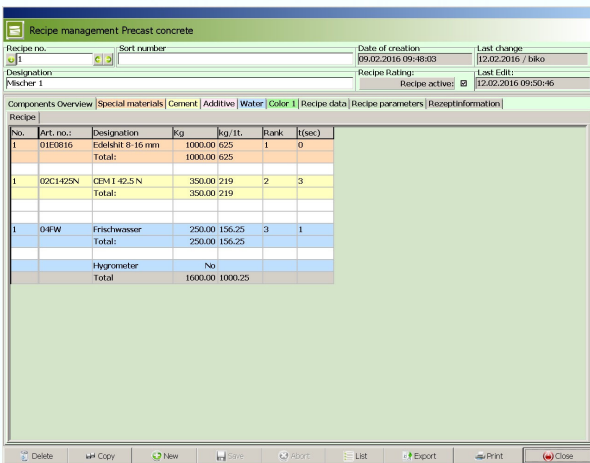 Recipe management Precast concrete
Recipe no. Sort number Date of creation Last change
1 09.02.2016 09:48:03 12.02.2016 / biko
Designation Recipe Rating: Last Edit:
Mischer 1 Recipe active: 12.02.2016 09:50:46
Components Overview Special materials Cement Additive Water Color 1 Recipe data Recipe parameters Rezeptinformation
Recipe
No. Art. no.: Designation Kg kg/1t. Rank t(sec)
1 01E0816 Edelshit 8-16 mm 1000.00 625 1 0
Total: 1000.00 625
1 02C1425N CEM I 42.5 N 350.00 219 2 3
Total: 350.00 219
1 04FW Frischwasser 250.00 156.25 3 1
Total: 250.00 156.25
Hygrometer No
Total 1600.00 1000.25
Delete Copy New Save Abort List Export Print Close